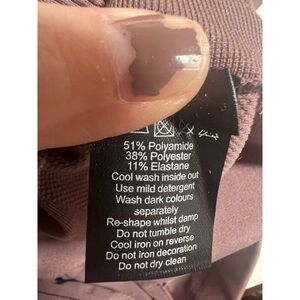 51% Polyamide
38% Polyester
11% Elastane
Cool wash inside out
Use mild detergent
Wash dark colours
separately
Re-shape whilst damp
Do not tumble dry
Cool iron on reverse
Do not iron decoration
Do not dry clean